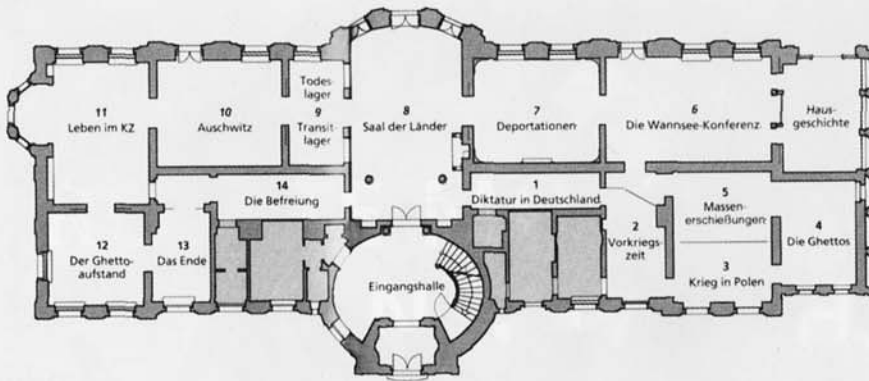 11
Leben im KZ
10
Auschwitz
Todes-
lager
9
Transit-
lager
8
Saal der Länder
7
Deportationen
6
Die Wannsee-Konferenz
Haus-
geschichte
14
Die Befreiung
1
Diktatur in Deutschland
5
Massen-
erschießungen
12
Der Ghetto-
aufstand
13
Das Ende
Eingangshalle
2
Vorkriegs-
zeit
3
Krieg in Polen
4
Die Ghettos